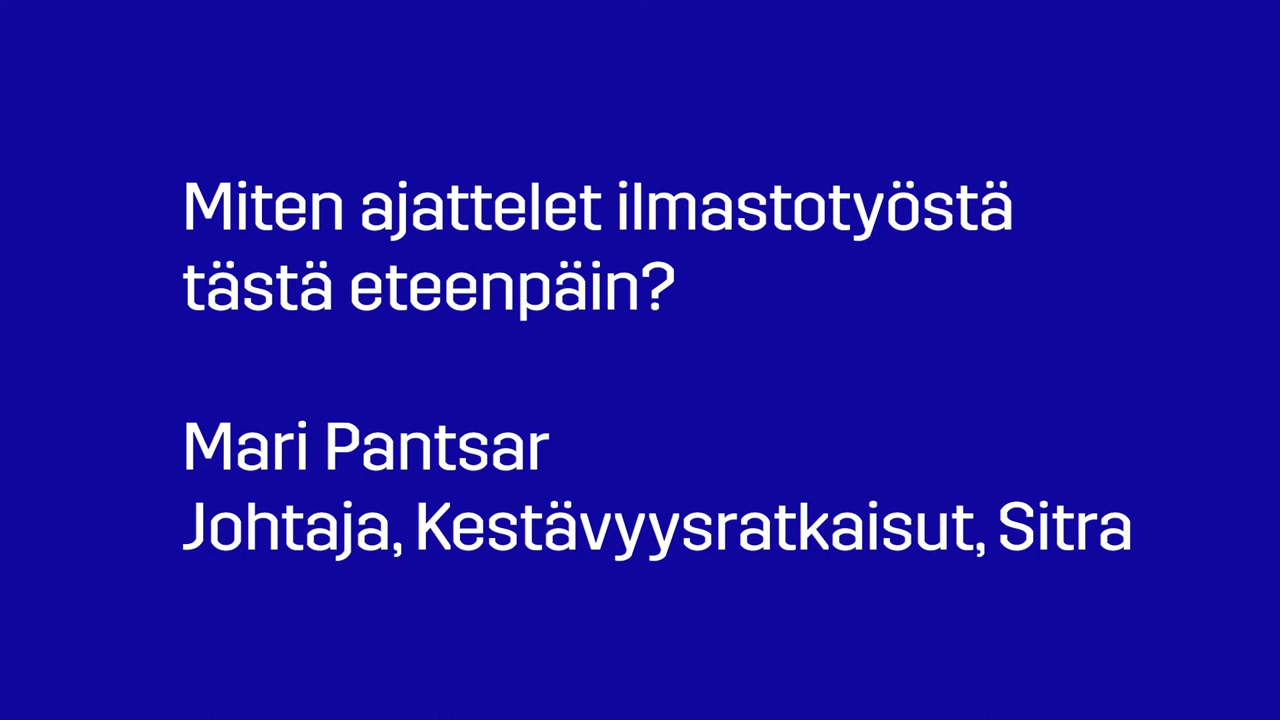 Miten ajattelet ilmastotyöstä
tästä eteenpäin?
Mari Pantsar
Johtaja, Kestävyysratkaisut, Sitra